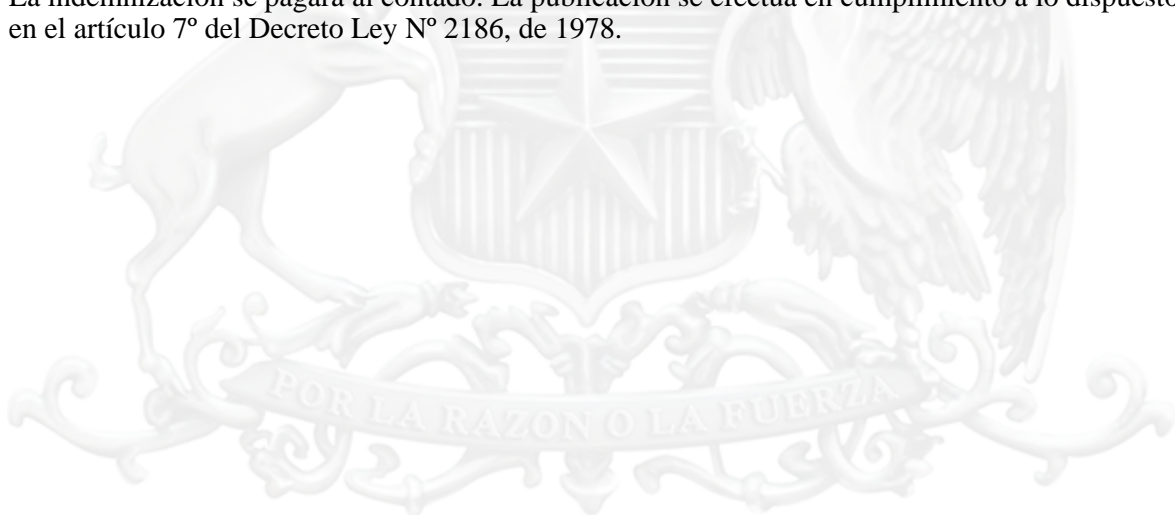 La indemnización se pagará al contado. La publicación se efectúa en cumplimiento a lo dispuesto
en el artículo 7º del Decreto Ley Nº 2186, de 1978.
POR LA RAZON O LA FUERZA